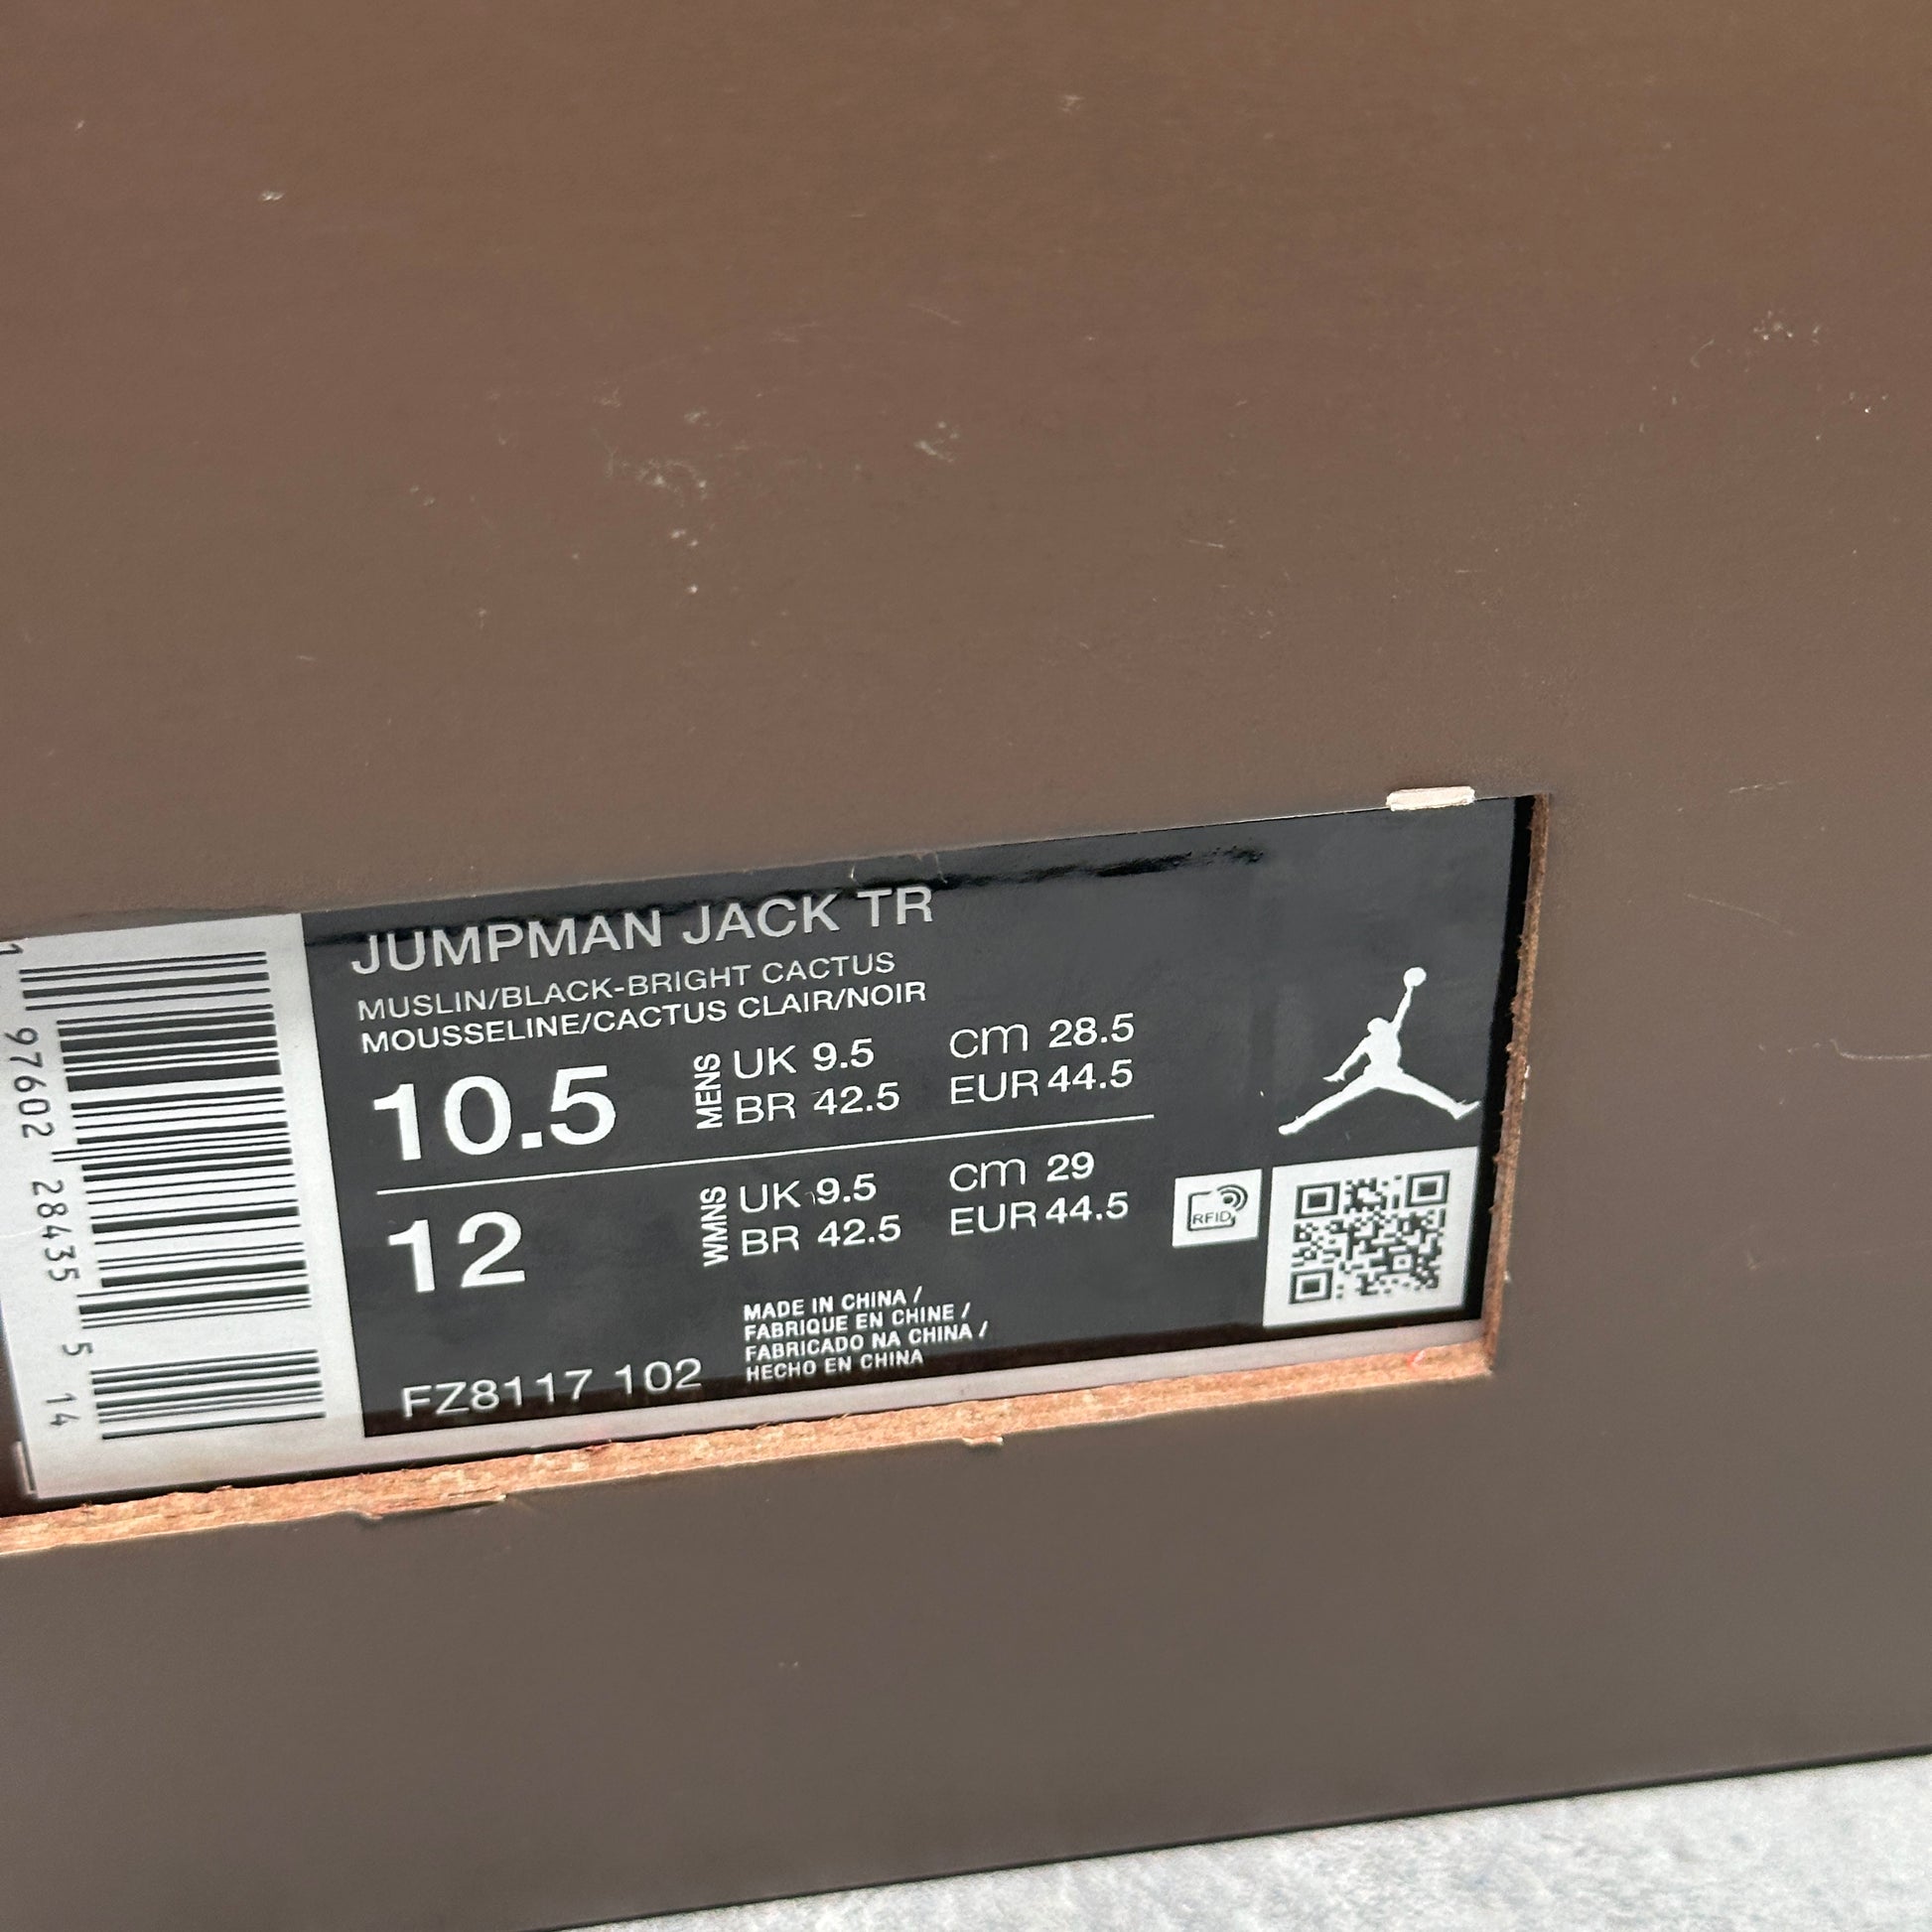 JUMPMAN JACK TR
MUSLIN/BLACK-BRIGHT CACTUS
MOUSSELINE/CACTUS CLAIR/NOIR
10.5 MENS UK 9.5 cm 28.5
BR 42.5 EUR 44.5
12 WMNS UK 9.5 cm 29
BR 42.5 EUR 44.5
RFID
MADE IN CHINA /
FABRIQUE EN CHINE /
FABRICADO NA CHINA /
HECHO EN CHINA
FZ8117 102
1 97602 28435 5 14